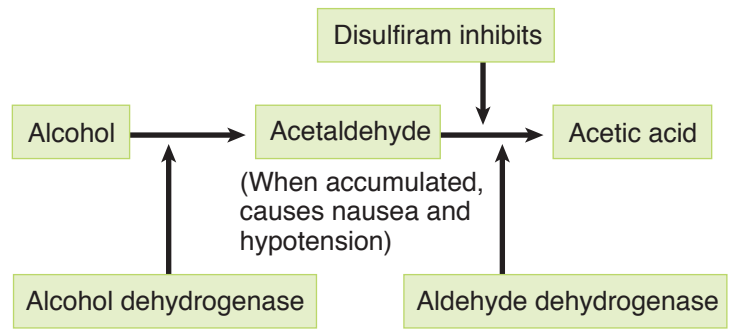 Disulfiram inhibits
Alcohol
Acetaldehyde
Acetic acid
(When accumulated,
causes nausea and
hypotension)
Alcohol dehydrogenase
Aldehyde dehydrogenase